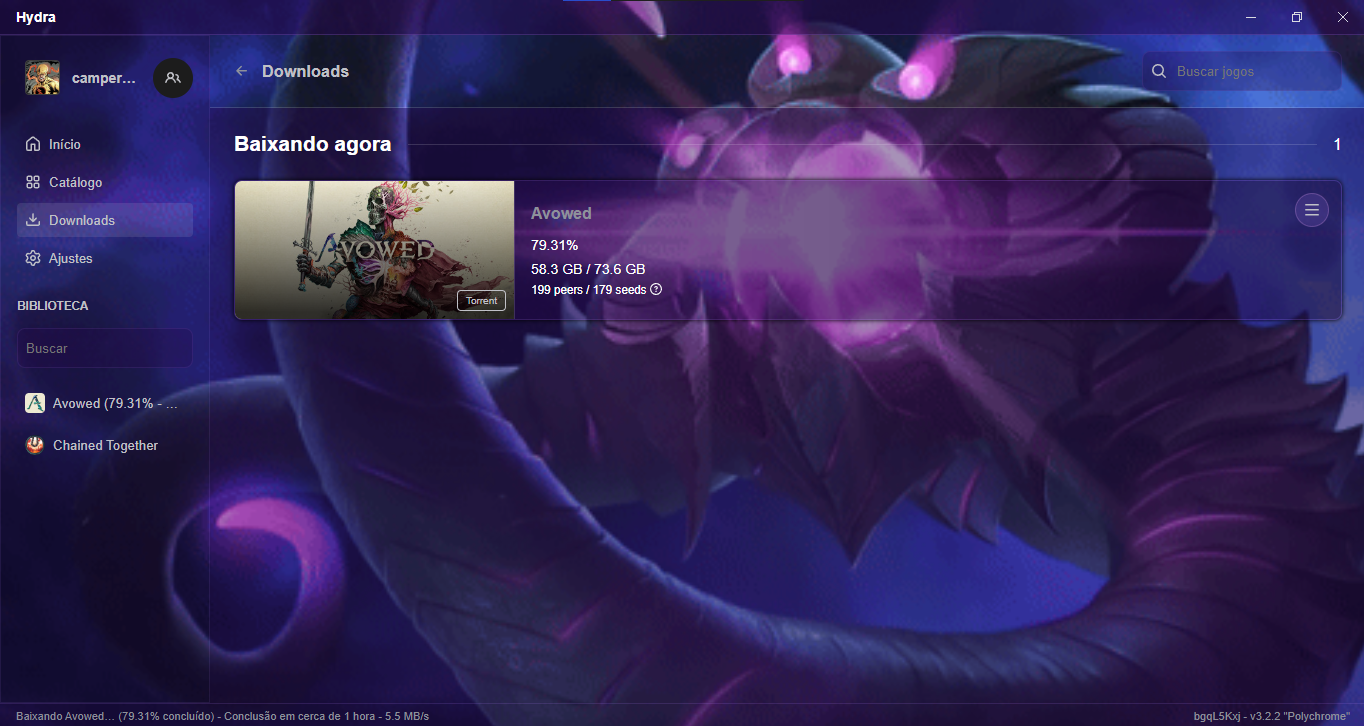 Hydra
camper...
Downloads
Buscar jogos
Início
Catálogo
Downloads
Ajustes
BIBLIOTECA
Buscar
Avowed (79.31% - ...
Chained Together
Baixando agora
1
AVOWED
Torrent
Avowed
79.31%
58.3 GB / 73.6 GB
199 peers / 179 seeds
Baixando Avowed... (79.31% concluído) - Conclusão em cerca de 1 hora - 5.5 MB/s
bgqL5Kxj - v3.2.2 "Polychrome"